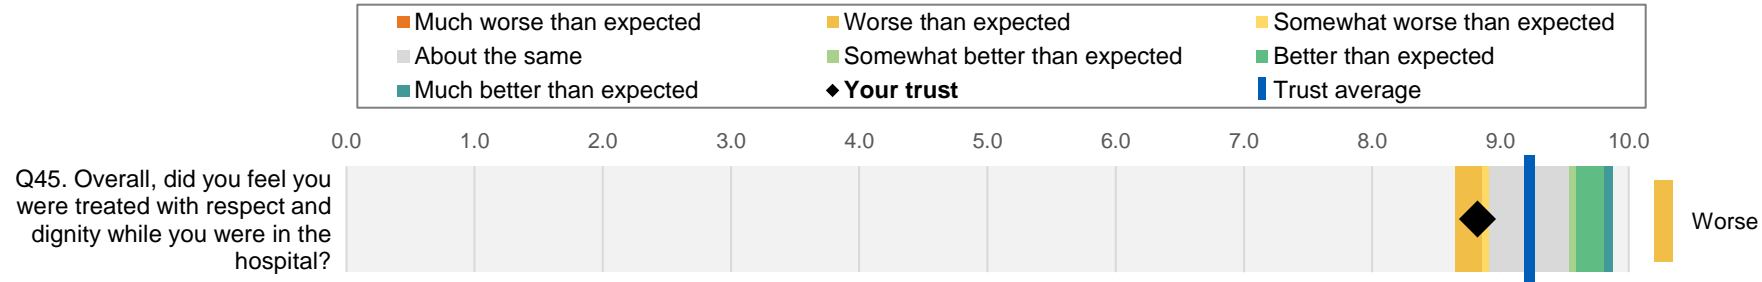 Much worse than expected Worse than expected Somewhat worse than expected
About the same Somewhat better than expected Better than expected
Much better than expected Your trust Trust average
0.0 1.0 2.0 3.0 4.0 5.0 6.0 7.0 8.0 9.0 10.0
Q45. Overall, did you feel you
were treated with respect and
dignity while you were in the
hospital?
Worse